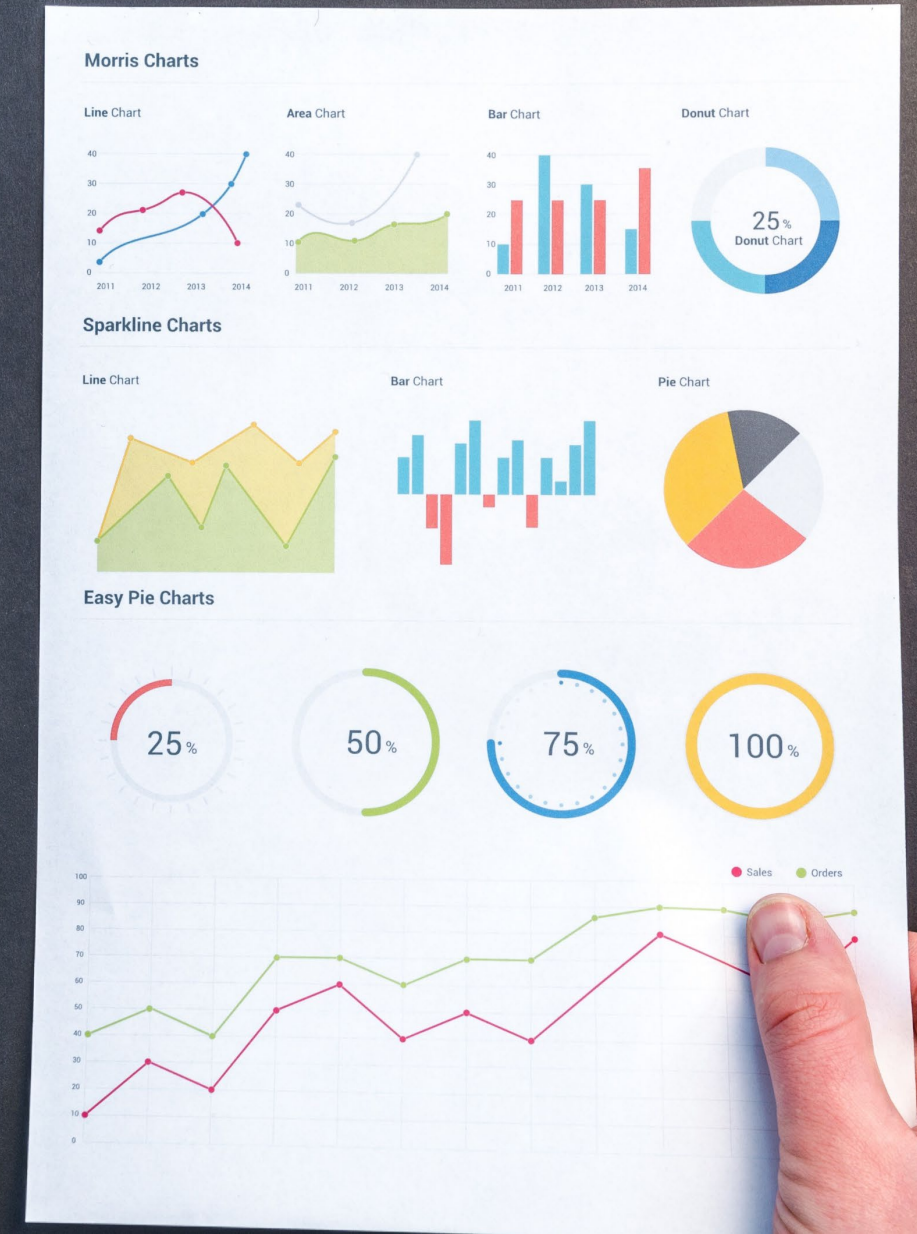 Morris Charts
Line Chart
40
30
20
10
0
2011 2012 2013 2014
Area Chart
40
30
20
10
0
2011 2012 2013 2014
Bar Chart
40
30
20
10
0
2011 2012 2013 2014
Donut Chart
25%
Donut Chart
Sparkline Charts
Line Chart
Bar Chart
Pie Chart
Easy Pie Charts
25%
50%
75%
100%
Sales Orders
100
90
80
70
60
50
40
30
20
10
0